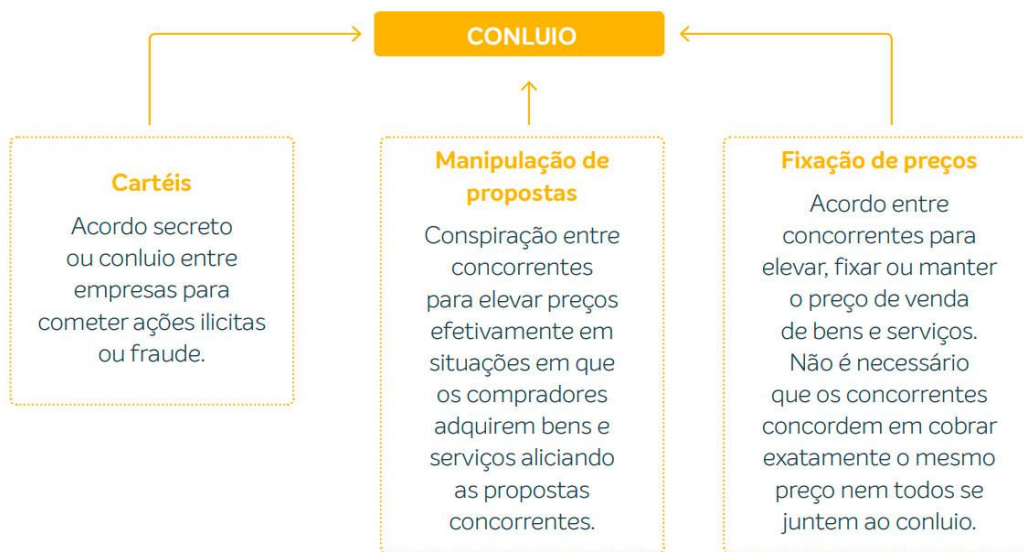 CONLUIO
Cartéis
Acordo secreto
ou conluio entre
empresas para
cometer ações ilicitas
ou fraude.
Manipulação de
propostas
Conspiração entre
concorrentes
para elevar preços
efetivamente em
situações em que
os compradores
adquirem bens e
serviços aliciando
as propostas
concorrentes.
Fixação de preços
Acordo entre
concorrentes para
elevar, fixar ou manter
o preço de venda
de bens e serviços.
Não é necessário
que os concorrentes
concordem em cobrar
exatamente o mesmo
preço nem todos se
juntem ao conluio.